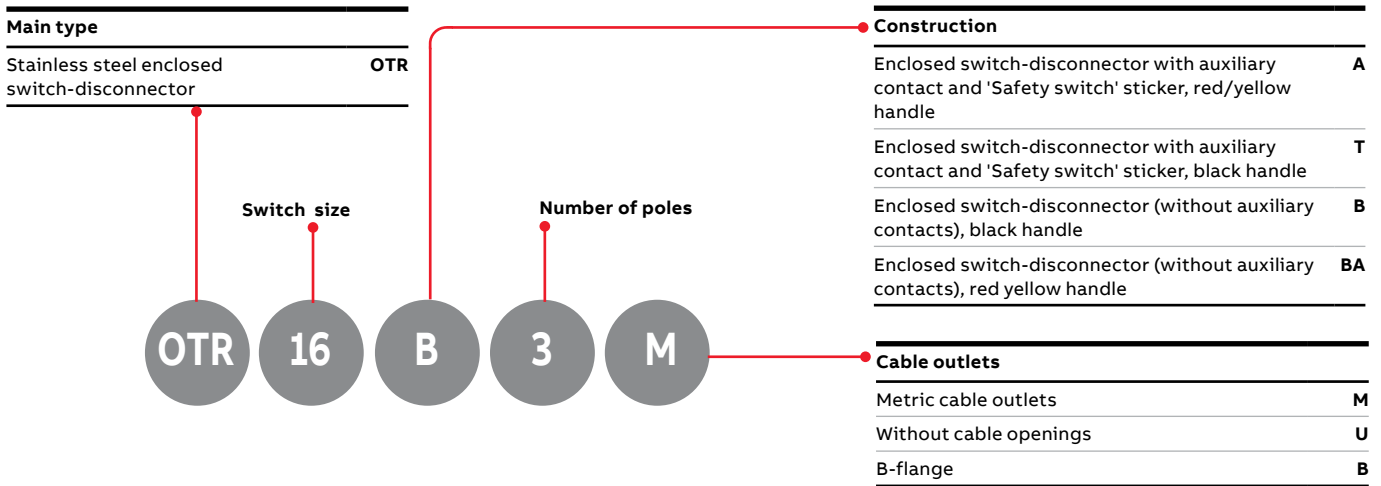 Main type
Stainless steel enclosed OTR
switch-disconnector
Switch size
Number of poles
OTR 16 B 3 M
Construction
Enclosed switch-disconnector with auxiliary A
contact and 'Safety switch' sticker, red/yellow
handle
Enclosed switch-disconnector with auxiliary T
contact and 'Safety switch' sticker, black handle
Enclosed switch-disconnector (without auxiliary B
contacts), black handle
Enclosed switch-disconnector (without auxiliary BA
contacts), red yellow handle
Cable outlets
Metric cable outlets M
Without cable openings U
B-flange B